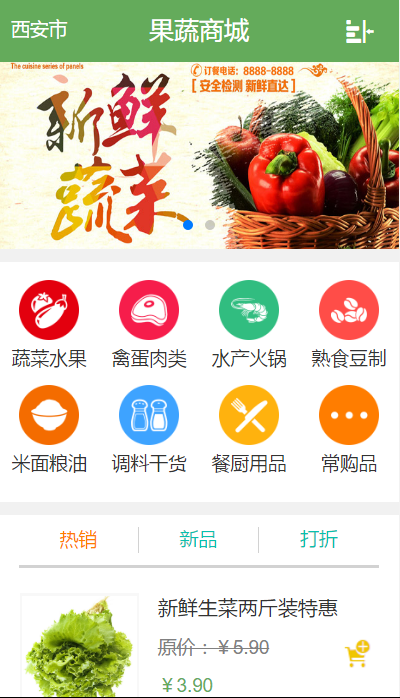 西安市 果蔬商城
The cuisine series of panels
订餐电话：8888-8888
[ 安全检测 新鲜直达 ]
新鲜
蔬菜
蔬菜水果 禽蛋肉类 水产火锅 熟食豆制
米面粮油 调料干货 餐厨用品 常购品
热销 新品 打折
新鲜生菜两斤装特惠
原价：￥5.90
￥3.90